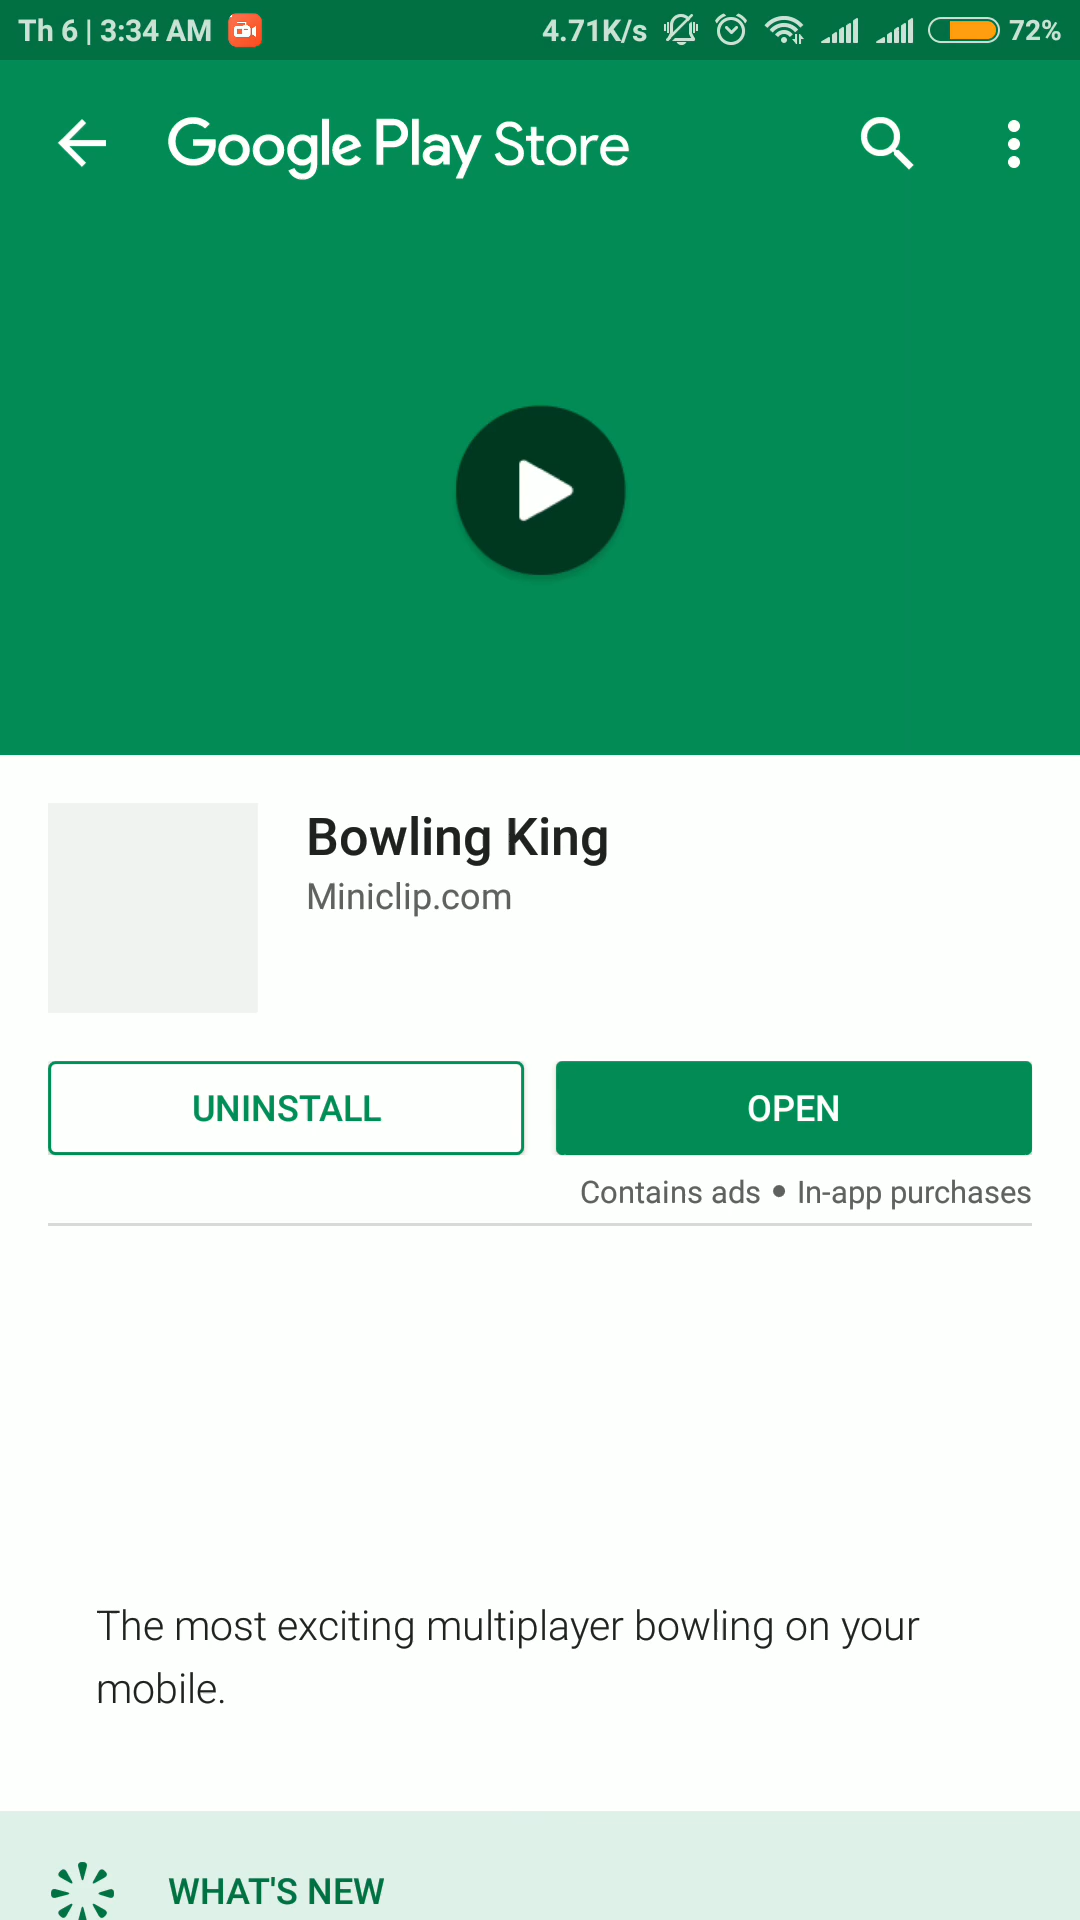 Th 6 | 3:34 AM 4.71K/s 72%
Google Play Store
Bowling King
Miniclip.com
UNINSTALL OPEN
Contains ads • In-app purchases
The most exciting multiplayer bowling on your
mobile.
WHAT'S NEW